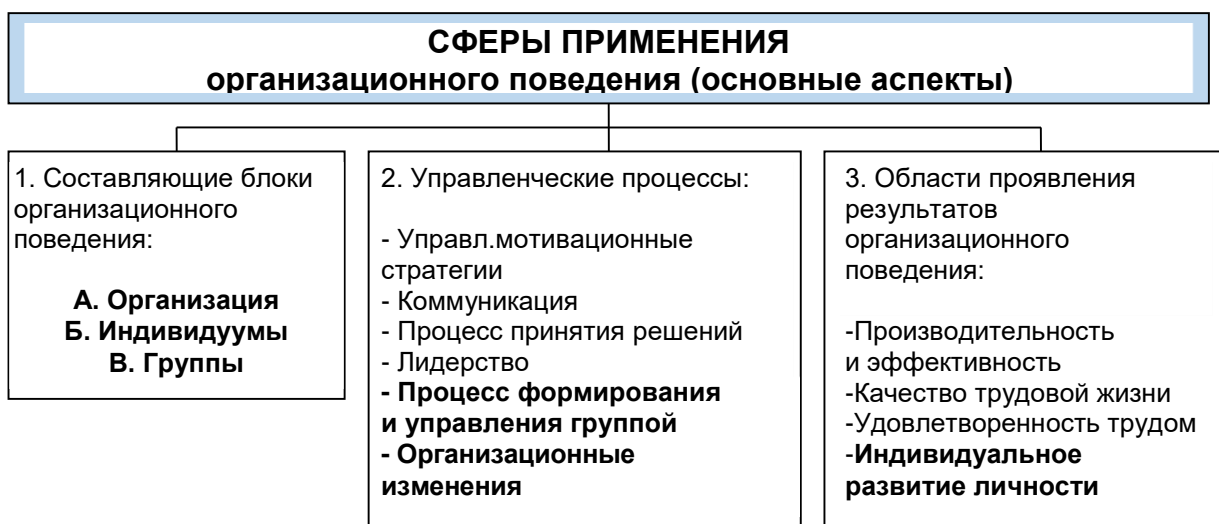 СФЕРЫ ПРИМЕНЕНИЯ
организационного поведения (основные аспекты)
1. Составляющие блоки
организационного
поведения:
А. Организация
Б. Индивидуумы
В. Группы
2. Управленческие процессы:
- Управл.мотивационные
стратегии
- Коммуникация
- Процесс принятия решений
- Лидерство
- Процесс формирования
и управления группой
- Организационные
изменения
3. Области проявления
результатов
организационного
поведения:
-Производительность
и эффективность
-Качество трудовой жизни
-Удовлетворенность трудом
-Индивидуальное
развитие личности